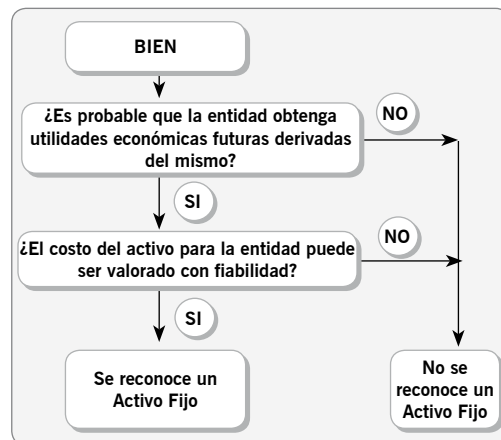 BIEN
¿Es probable que la entidad obtenga
utilidades económicas futuras derivadas
del mismo?
NO
SI
¿El costo del activo para la entidad puede
ser valorado con fiabilidad?
NO
SI
Se reconoce un
Activo Fijo
No se
reconoce un
Activo Fijo